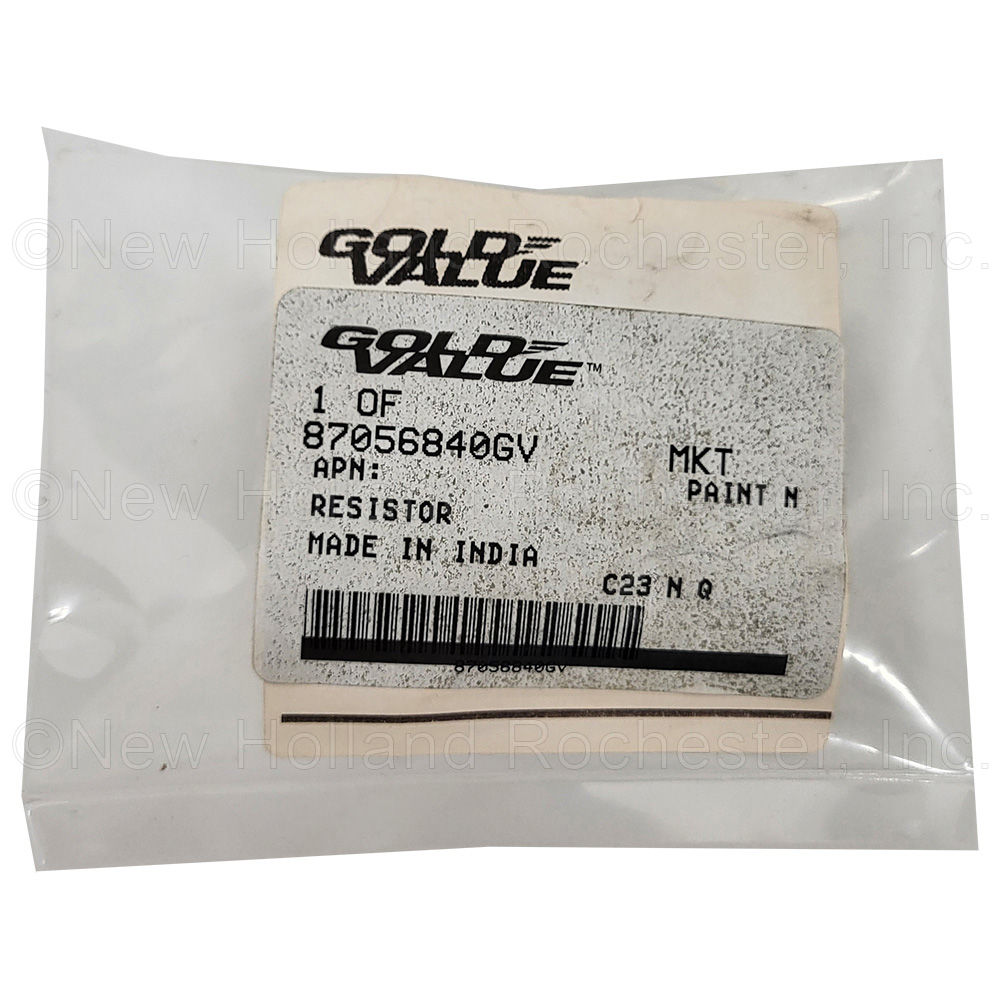 GOLD
VALUE
©New Holland Rochester, Inc.
GOLD
VALUE™
1 OF
87056840GV
MKT
APN:
PAINT N
©New Holland Rochester, Inc.
RESISTOR
MADE IN INDIA
C23 N Q
87056840GV
©New Holland Rochester, Inc.